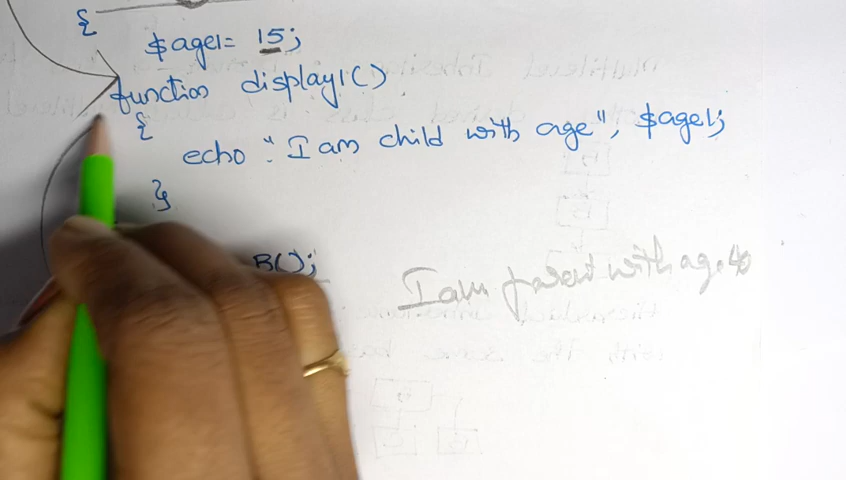 {
$age1= 15;
function display1()
{
echo "I am child with age", $age1;
}
B();
I am parent with age 40